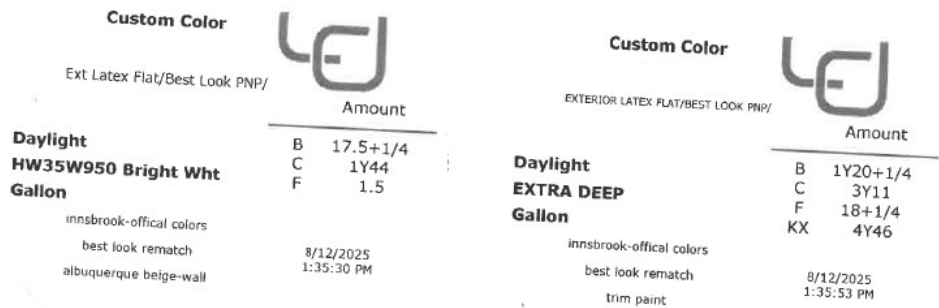 Custom Color
Ext Latex Flat/Best Look PNP/
Amount
Daylight
HW35W950 Bright Wht
Gallon
B 17.5+1/4
C 1Y44
F 1.5
innsbrook-offical colors
best look rematch
albuquerque beige-wall
8/12/2025
1:35:30 PM
Custom Color
EXTERIOR LATEX FLAT/BEST LOOK PNP/
Amount
Daylight
EXTRA DEEP
Gallon
B 1Y20+1/4
C 3Y11
F 18+1/4
KX 4Y46
innsbrook-offical colors
best look rematch
trim paint
8/12/2025
1:35:53 PM